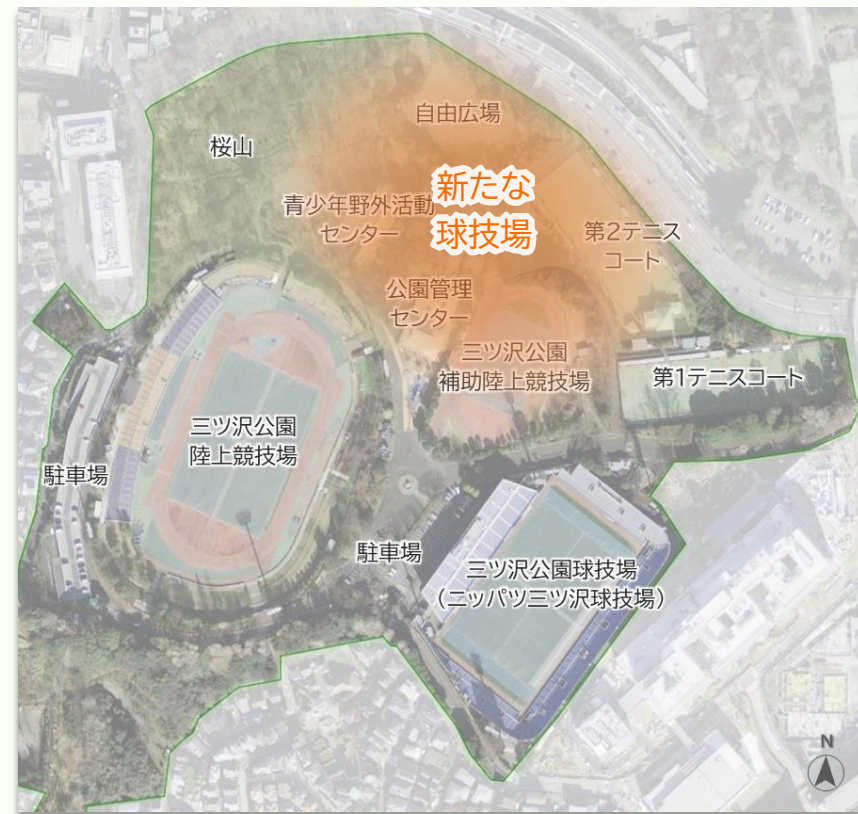 自由広場
桜山
新たな
球技場
青少年野外活動
センター
第2テニス
コート
公園管理
センター
三ツ沢公園
補助陸上競技場
第1テニスコート
三ツ沢公園
陸上競技場
駐車場
駐車場
三ツ沢公園球技場
（ニッパツ三ツ沢球技場）
N